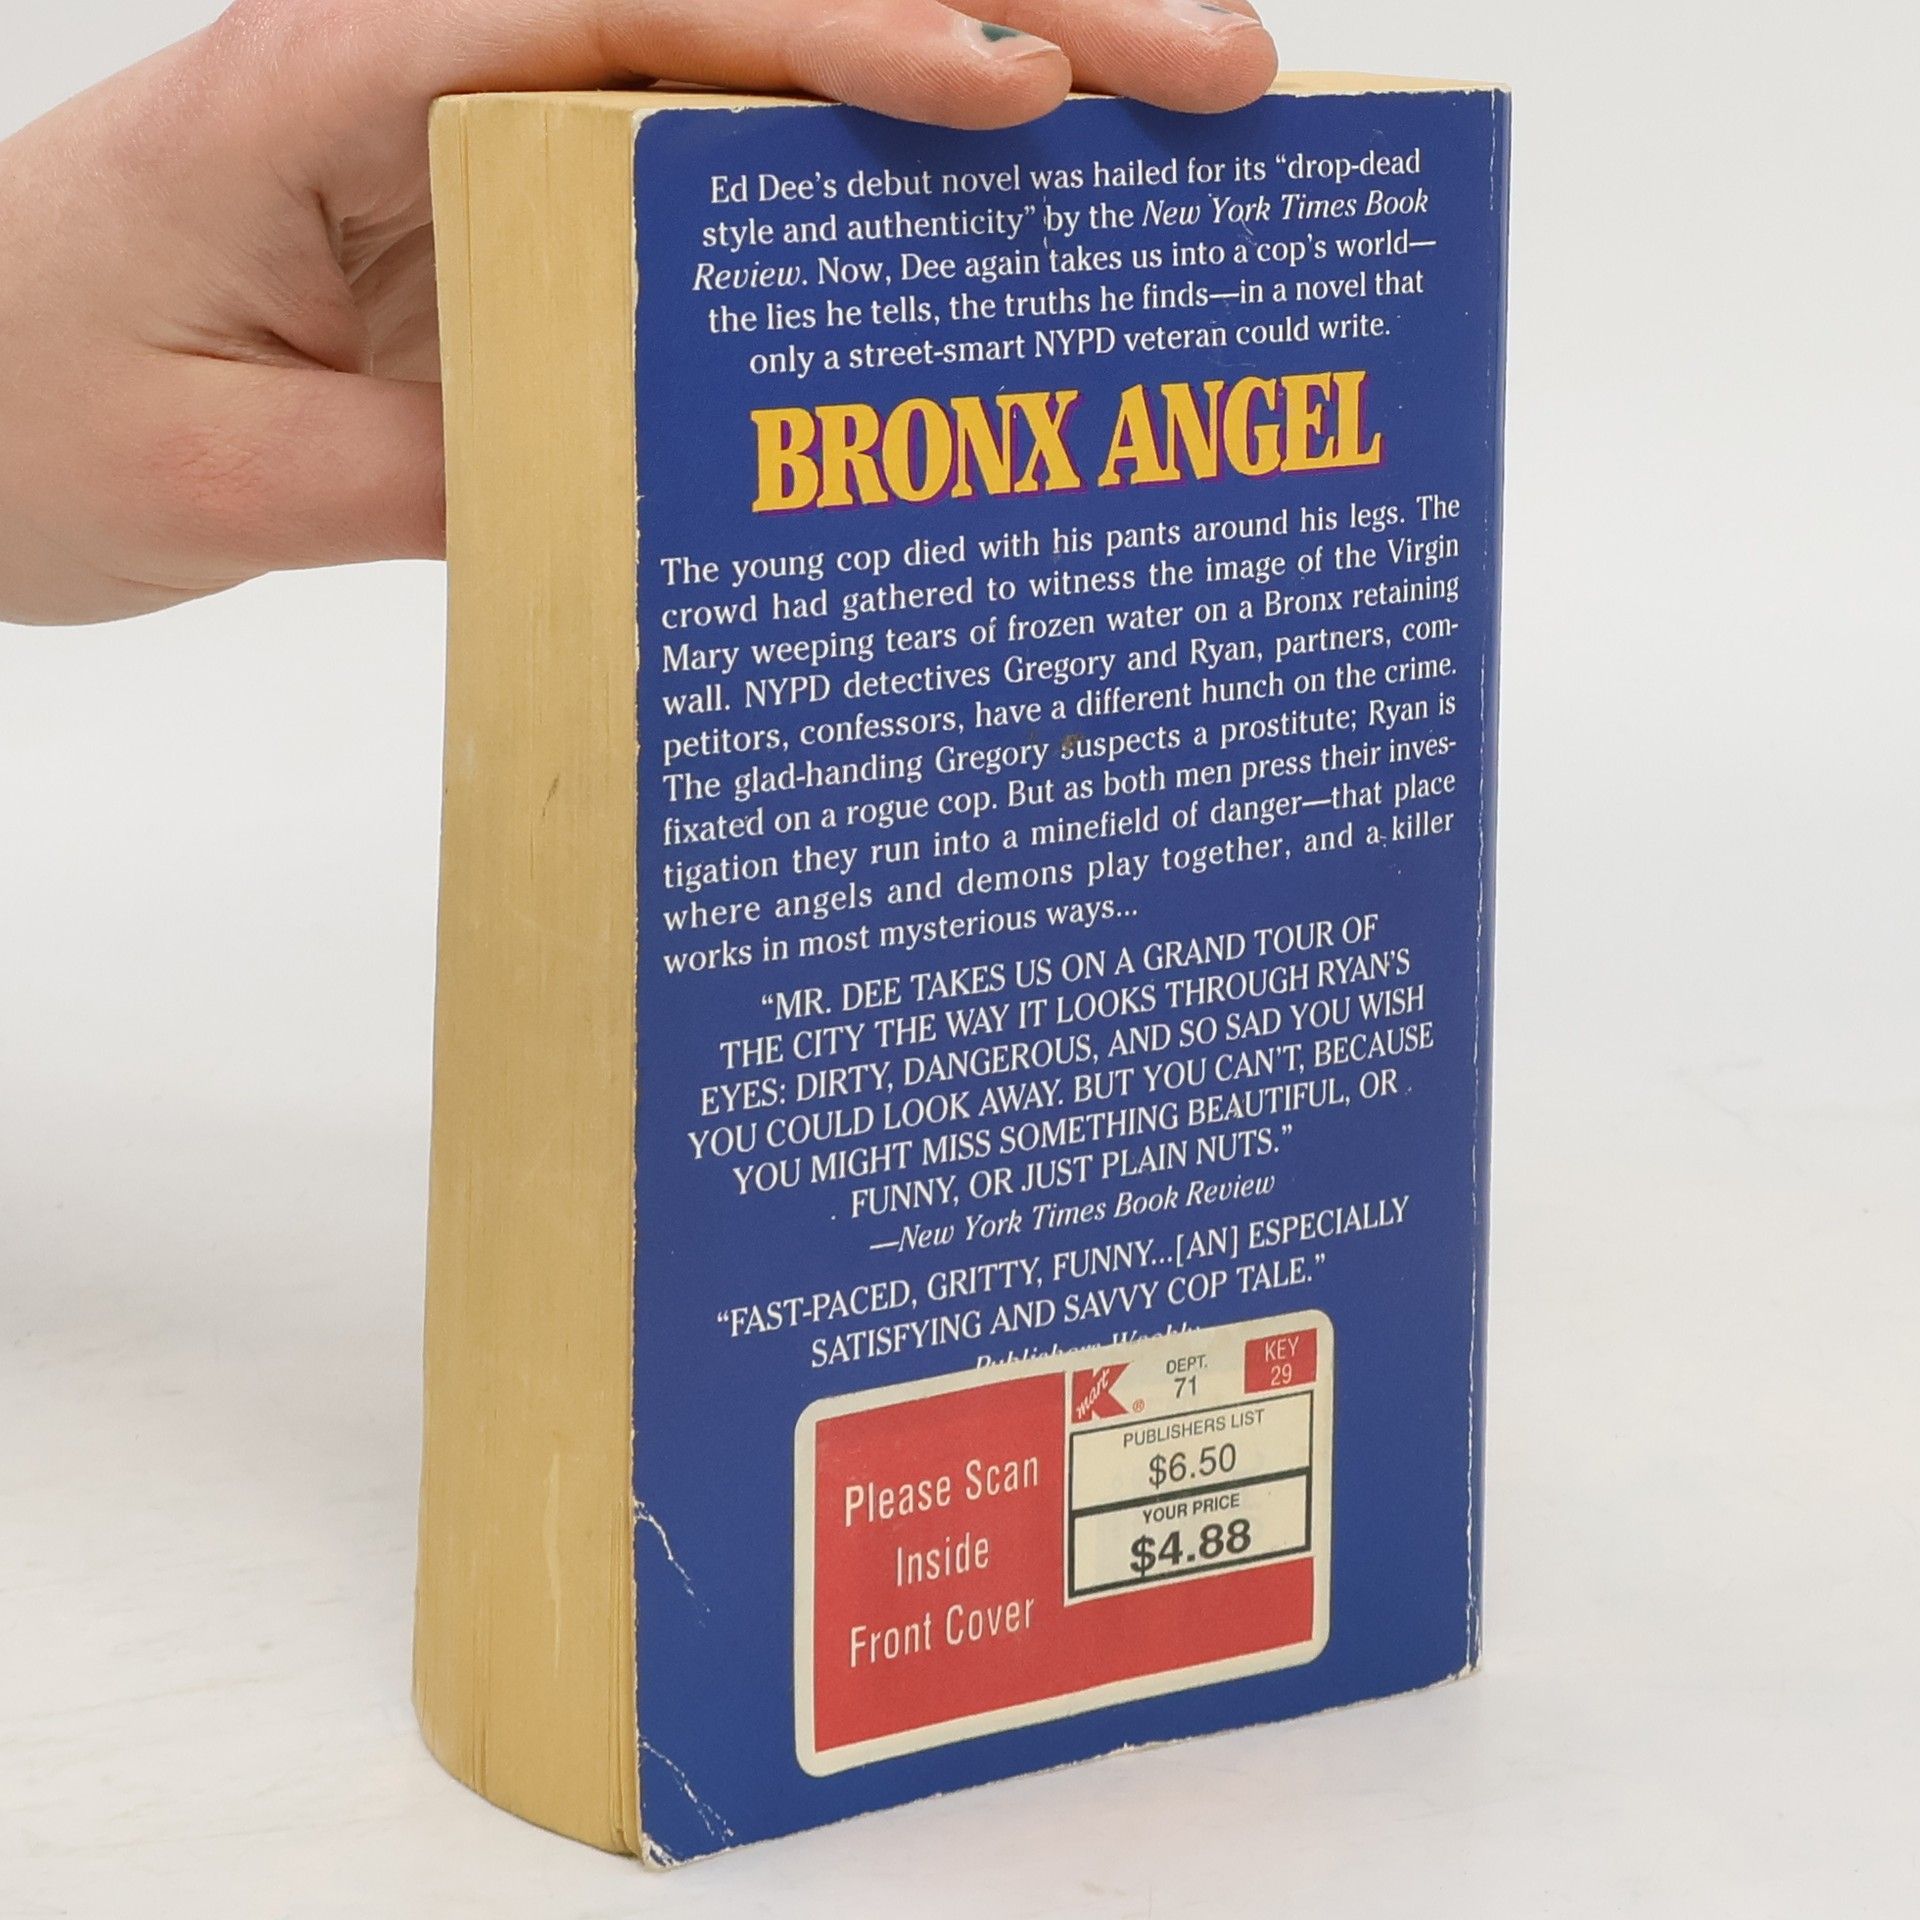 Ed Dee's debut novel was hailed for its “drop-dead
style and authenticity” by the New York Times Book
Review. Now, Dee again takes us into a cop's world—
the lies he tells, the truths he finds—in a novel that
only a street-smart NYPD veteran could write.
BRONX ANGEL
The young cop died with his pants around his legs. The
crowd had gathered to witness the image of the Virgin
Mary weeping tears of frozen water on a Bronx retaining
wall. NYPD detectives Gregory and Ryan, partners, com-
petitors, confessors, have a different hunch on the crime.
The glad-handing Gregory suspects a prostitute; Ryan is
fixated on a rogue cop. But as both men press their inves-
tigation they run into a minefield of danger—that place
where angels and demons play together, and a killer
works in most mysterious ways...
“MR. DEE TAKES US ON A GRAND TOUR OF
THE CITY THE WAY IT LOOKS THROUGH RYAN'S
EYES: DIRTY, DANGEROUS, AND SO SAD YOU WISH
YOU COULD LOOK AWAY. BUT YOU CAN'T, BECAUSE
YOU MIGHT MISS SOMETHING BEAUTIFUL, OR
FUNNY, OR JUST PLAIN NUTS.”
—New York Times Book Review
“FAST-PACED, GRITTY, FUNNY...[AN] ESPECIALLY
SATISFYING AND SAVVY COP TALE.”
Publishers Weekly
Please Scan
Inside
Front Cover
Kmart ®
DEPT.
71
KEY
29
PUBLISHERS LIST
$6.50
YOUR PRICE
$4.88